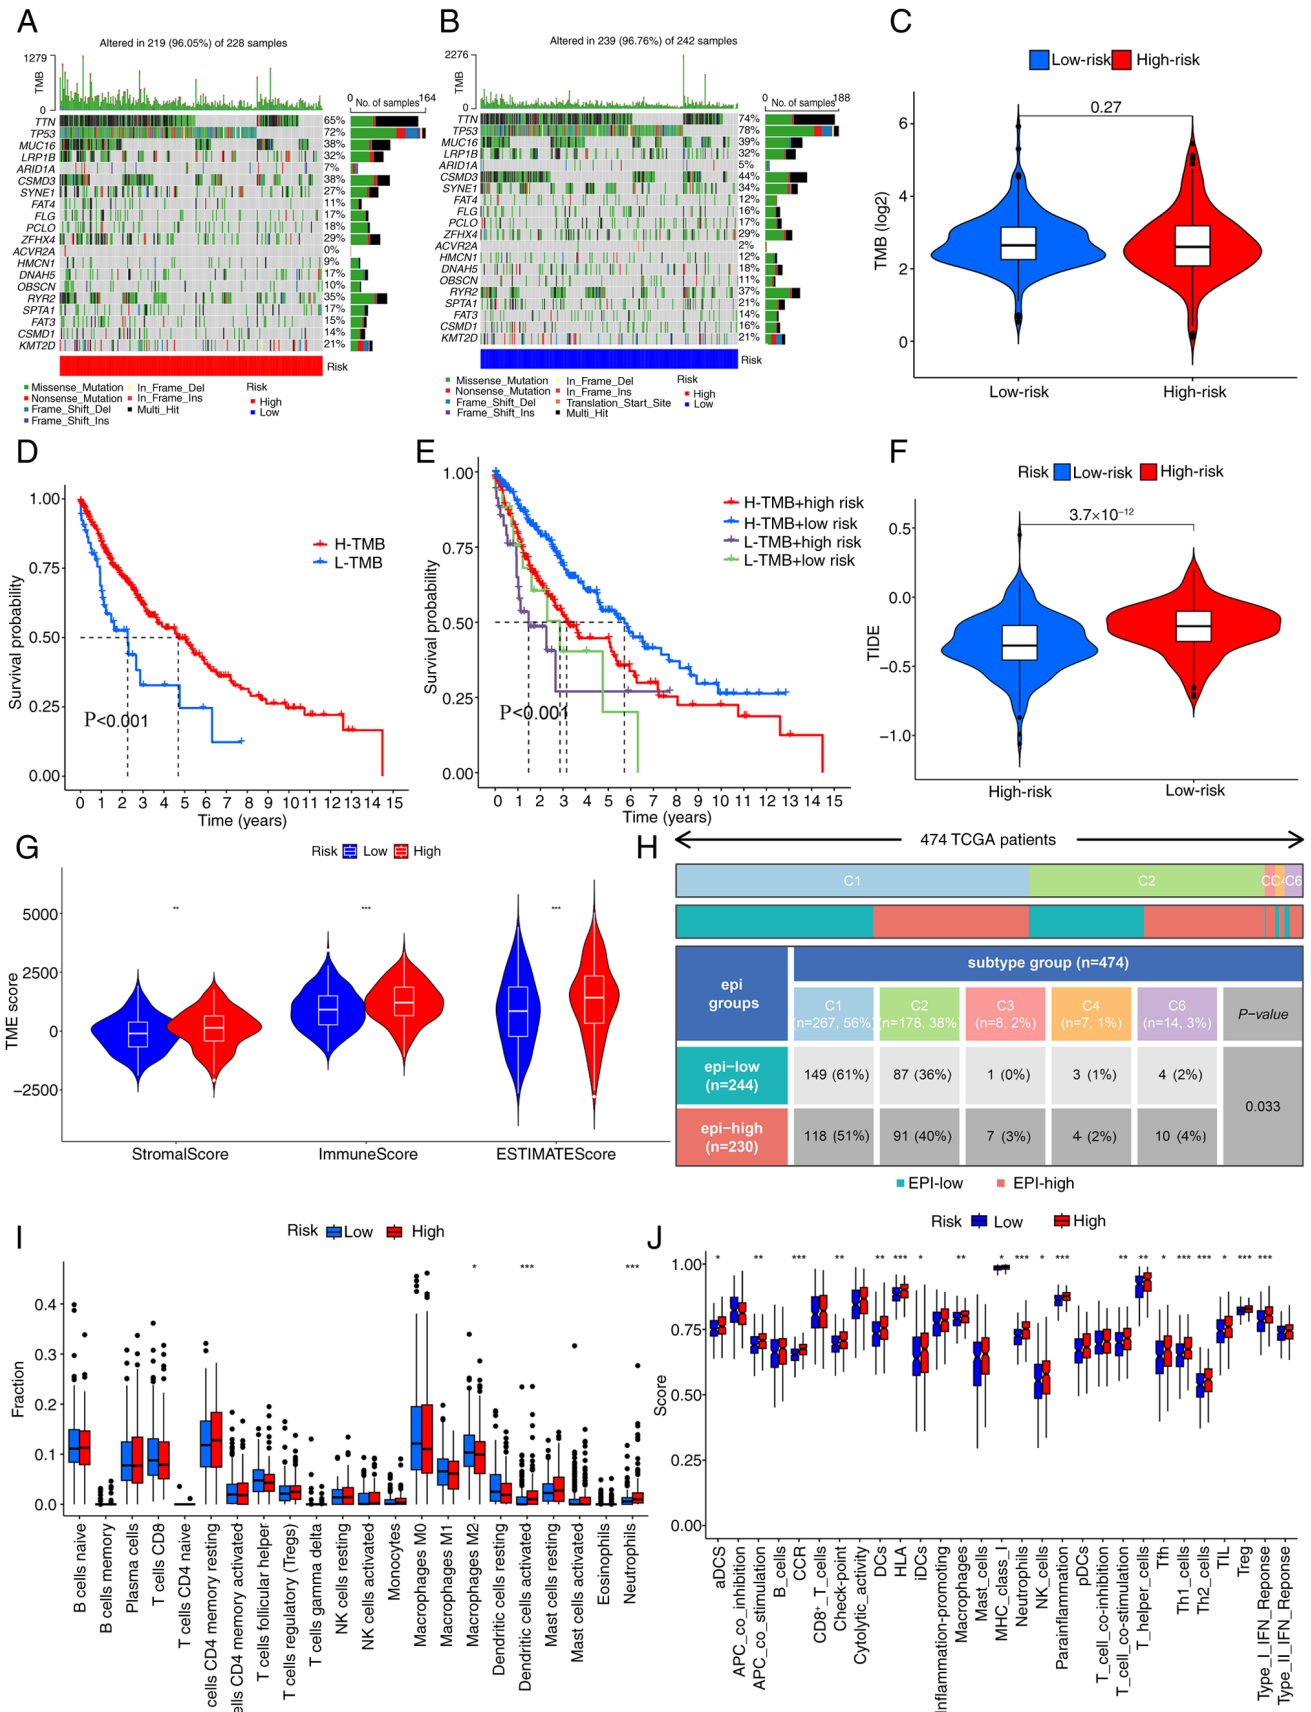 A
Altered in 219 (96.05%) of 228 samples
1279
TMB
0
0
No. of samples
164
TTN 65%
TP53 72%
MUC16 38%
LRP1B 32%
ARID1A 7%
CSMD3 38%
SYNE1 27%
FAT4 11%
FLG 17%
PCLO 18%
ZFHX4 29%
ACVR2A 0%
HMCN1 9%
DNAH5 17%
OBSCN 10%
RYR2 35%
SPTA1 17%
FAT3 15%
CSMD1 14%
KMT2D 21%
Risk
Missense_Mutation
Nonsense_Mutation
Frame_Shift_Del
Frame_Shift_Ins
In_Frame_Del
In_Frame_Ins
Multi_Hit
Risk
High
Low
B
Altered in 239 (96.76%) of 242 samples
2276
TMB
0
0
No. of samples
188
TTN 74%
TP53 78%
MUC16 39%
LRP1B 32%
ARID1A 5%
CSMD3 44%
SYNE1 34%
FAT4 12%
FLG 16%
PCLO 17%
ZFHX4 29%
ACVR2A 2%
HMCN1 12%
DNAH5 18%
OBSCN 11%
RYR2 37%
SPTA1 21%
FAT3 14%
CSMD1 16%
KMT2D 21%
Risk
Missense_Mutation
Nonsense_Mutation
Frame_Shift_Del
Frame_Shift_Ins
In_Frame_Del
In_Frame_Ins
Translation_Start_Site
Multi_Hit
Risk
High
Low
C
Low-risk High-risk
0.27
TMB (log2)
6
4
2
0
Low-risk High-risk
D
H-TMB
L-TMB
Survival probability
1.00
0.75
0.50
0.25
0.00
P<0.001
0 1 2 3 4 5 6 7 8 9 10 11 12 13 14 15
Time (years)
E
H-TMB+high risk
H-TMB+low risk
L-TMB+high risk
L-TMB+low risk
Survival probability
1.00
0.75
0.50
0.25
0.00
P<0.001
0 1 2 3 4 5 6 7 8 9 10 11 12 13 14 15
Time (years)
F
Risk Low-risk High-risk
3.7×10⁻¹²
TIDE
0.5
0.0
−0.5
−1.0
High-risk Low-risk
G
Risk Low High
TME score
5000
2500
0
−2500
** *** ***
StromalScore ImmuneScore ESTIMATEScore
H
474 TCGA patients
C1 C2 CC4C6
epi groups
subtype group (n=474)
C1 (n=267, 56%)
C2 (n=178, 38%)
C3 (n=8, 2%)
C4 (n=7, 1%)
C6 (n=14, 3%)
P−value
epi−low (n=244)
149 (61%) 87 (36%) 1 (0%) 3 (1%) 4 (2%)
0.033
epi−high (n=230)
118 (51%) 91 (40%) 7 (3%) 4 (2%) 10 (4%)
EPI-low EPI-high
I
Risk Low High
Fraction
0.4
0.3
0.2
0.1
0.0
* *** ***
B cells naive
B cells memory
Plasma cells
T cells CD8
T cells CD4 naive
cells CD4 memory resting
ells CD4 memory activated
T cells follicular helper
T cells regulatory (Tregs)
T cells gamma delta
NK cells resting
NK cells activated
Monocytes
Macrophages M0
Macrophages M1
Macrophages M2
Dendritic cells resting
Dendritic cells activated
Mast cells resting
Mast cells activated
Eosinophils
Neutrophils
J
Risk Low High
Score
1.00
0.75
0.50
0.25
0.00
* ** *** ** ** *** * ** * *** * *** ** ** * *** *** * *** ***
aDCS
APC_co_inhibition
APC_co_stimulation
B_cells
CCR
CD8⁺_T_cells
Check-point
Cytolytic_activity
DCs
HLA
iDCs
Inflammation-promoting
Macrophages
Mast_cells
MHC_class_I
Neutrophils
NK_cells
Parainflammation
pDCs
T_cell_co-inhibition
T_cell_co-stimulation
T_helper_cells
Tfh
Th1_cells
Th2_cells
TIL
Treg
Type_I_IFN_Reponse
Type_II_IFN_Reponse